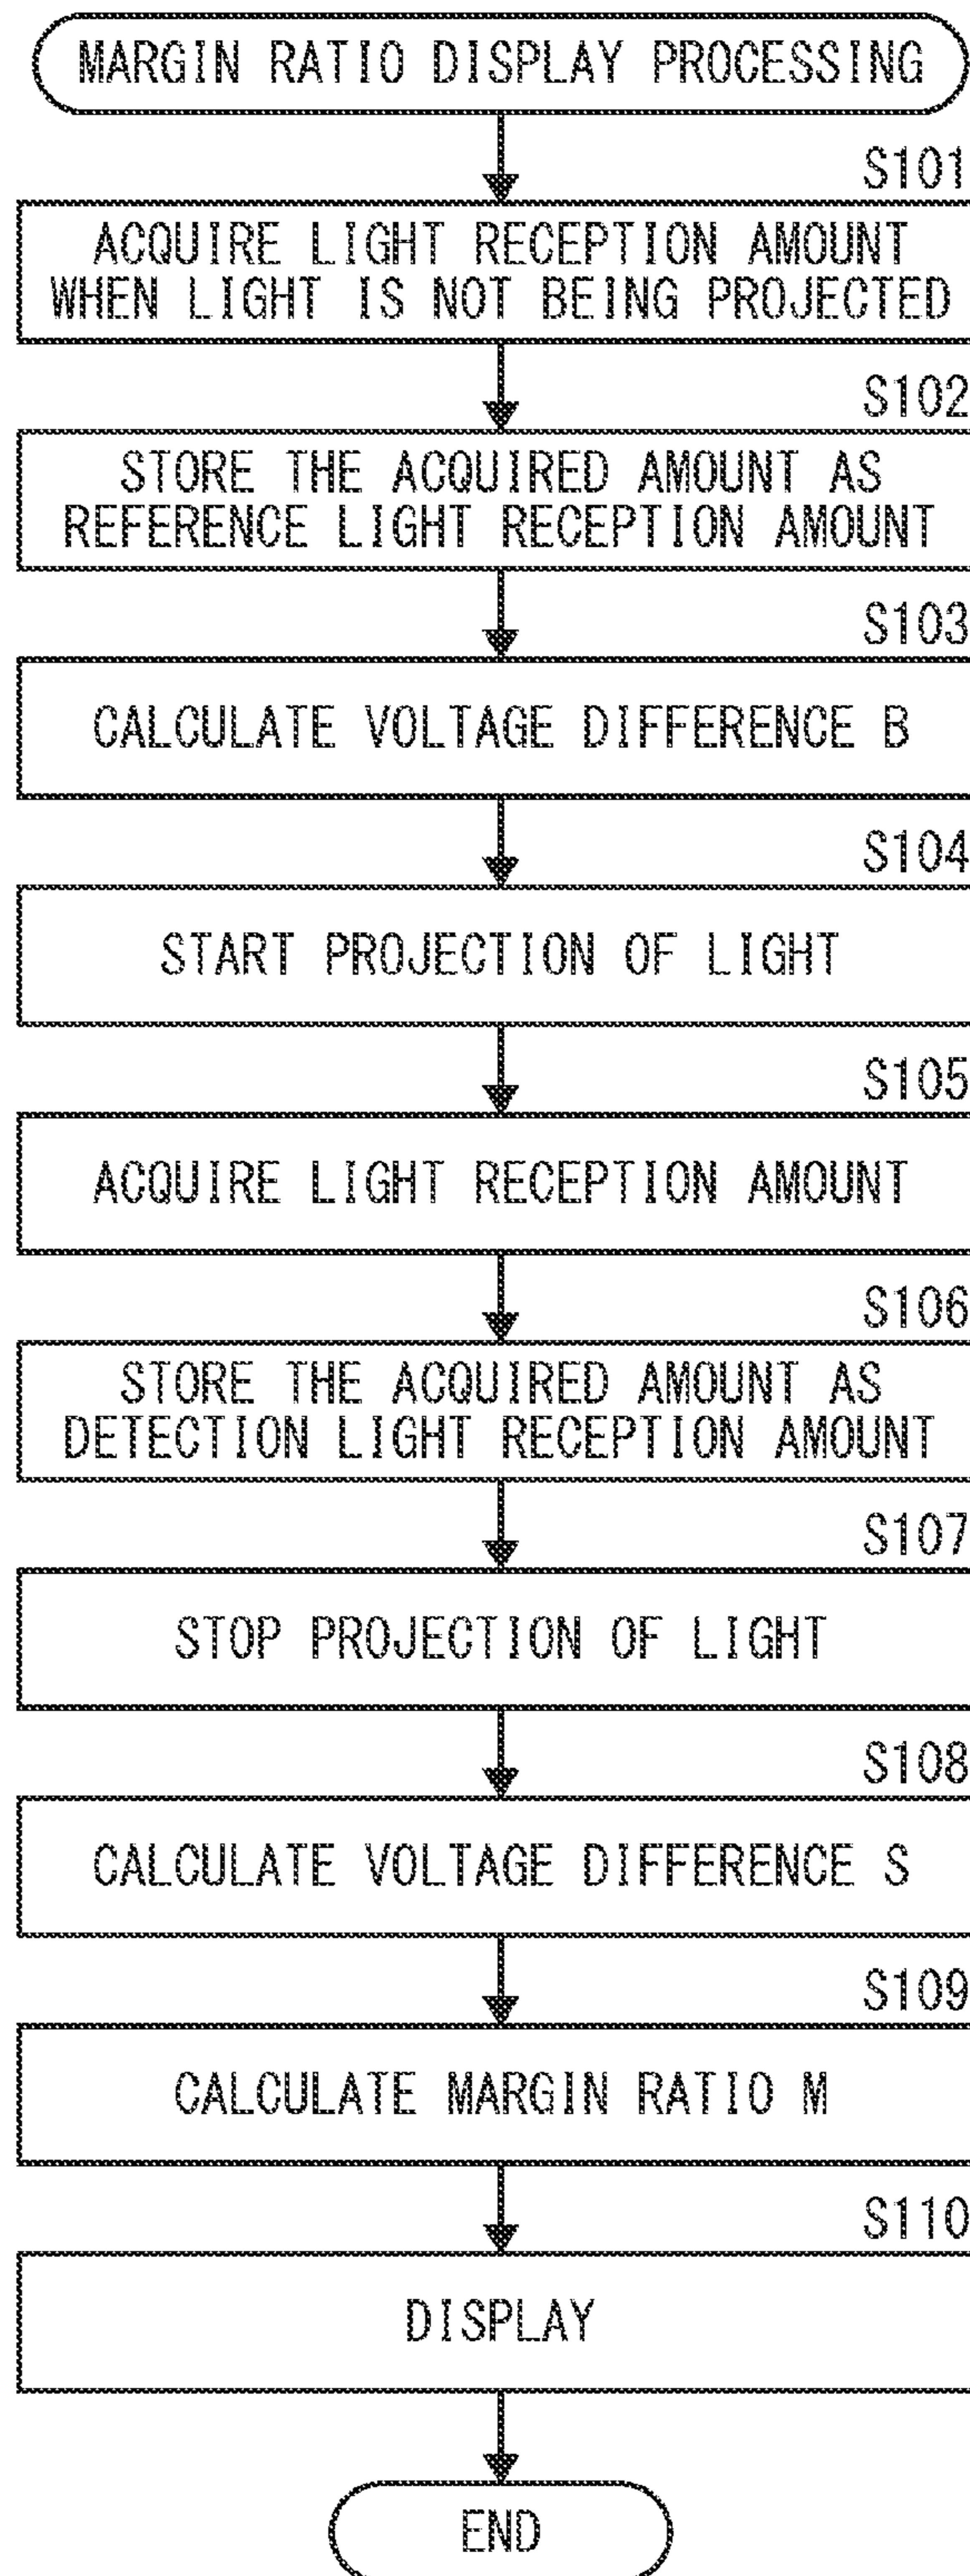 MARGIN RATIO DISPLAY PROCESSING
S101
ACQUIRE LIGHT RECEPTION AMOUNT
WHEN LIGHT IS NOT BEING PROJECTED
S102
STORE THE ACQUIRED AMOUNT AS
REFERENCE LIGHT RECEPTION AMOUNT
S103
CALCULATE VOLTAGE DIFFERENCE B
S104
START PROJECTION OF LIGHT
S105
ACQUIRE LIGHT RECEPTION AMOUNT
S106
STORE THE ACQUIRED AMOUNT AS
DETECTION LIGHT RECEPTION AMOUNT
S107
STOP PROJECTION OF LIGHT
S108
CALCULATE VOLTAGE DIFFERENCE S
S109
CALCULATE MARGIN RATIO M
S110
DISPLAY
END